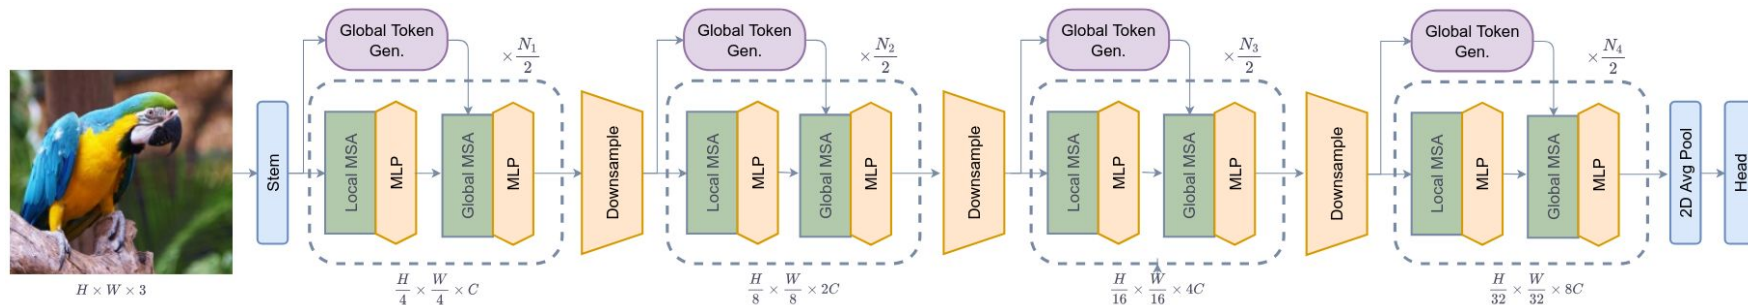 Global Token
Gen.
× N₁/2
Global Token
Gen.
× N₂/2
Global Token
Gen.
× N₃/2
Global Token
Gen.
× N₄/2
Stem
Local MSA
MLP
Global MSA
MLP
Downsample
Local MSA
MLP
Global MSA
MLP
Downsample
Local MSA
MLP
Global MSA
MLP
Downsample
Local MSA
MLP
Global MSA
MLP
2D Avg Pool
Head
H × W × 3
H/4 × W/4 × C
H/8 × W/8 × 2C
H/16 × W/16 × 4C
H/32 × W/32 × 8C